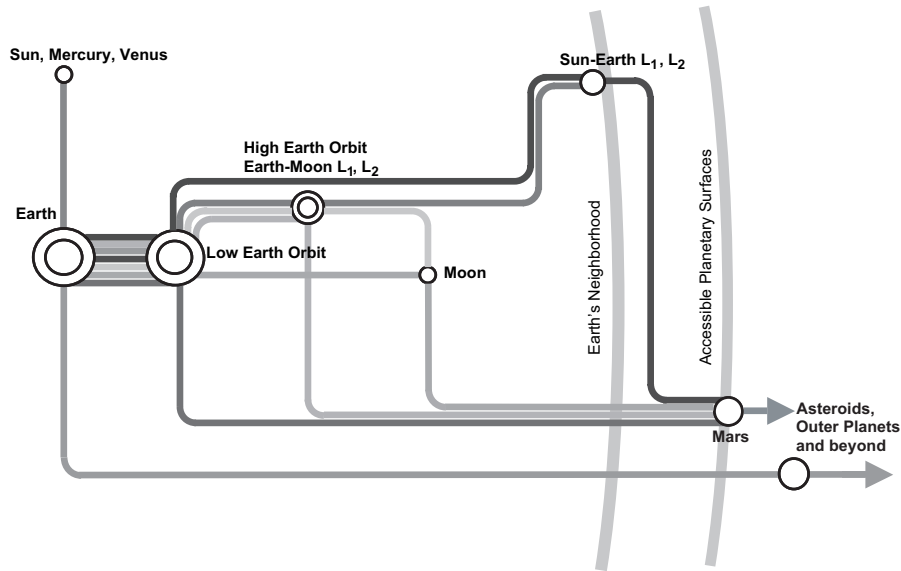 Sun, Mercury, Venus
Sun-Earth L1, L2
High Earth Orbit
Earth-Moon L1, L2
Earth
Low Earth Orbit
Moon
Earth's Neighborhood
Accessible Planetary Surfaces
Mars
Asteroids,
Outer Planets
and beyond